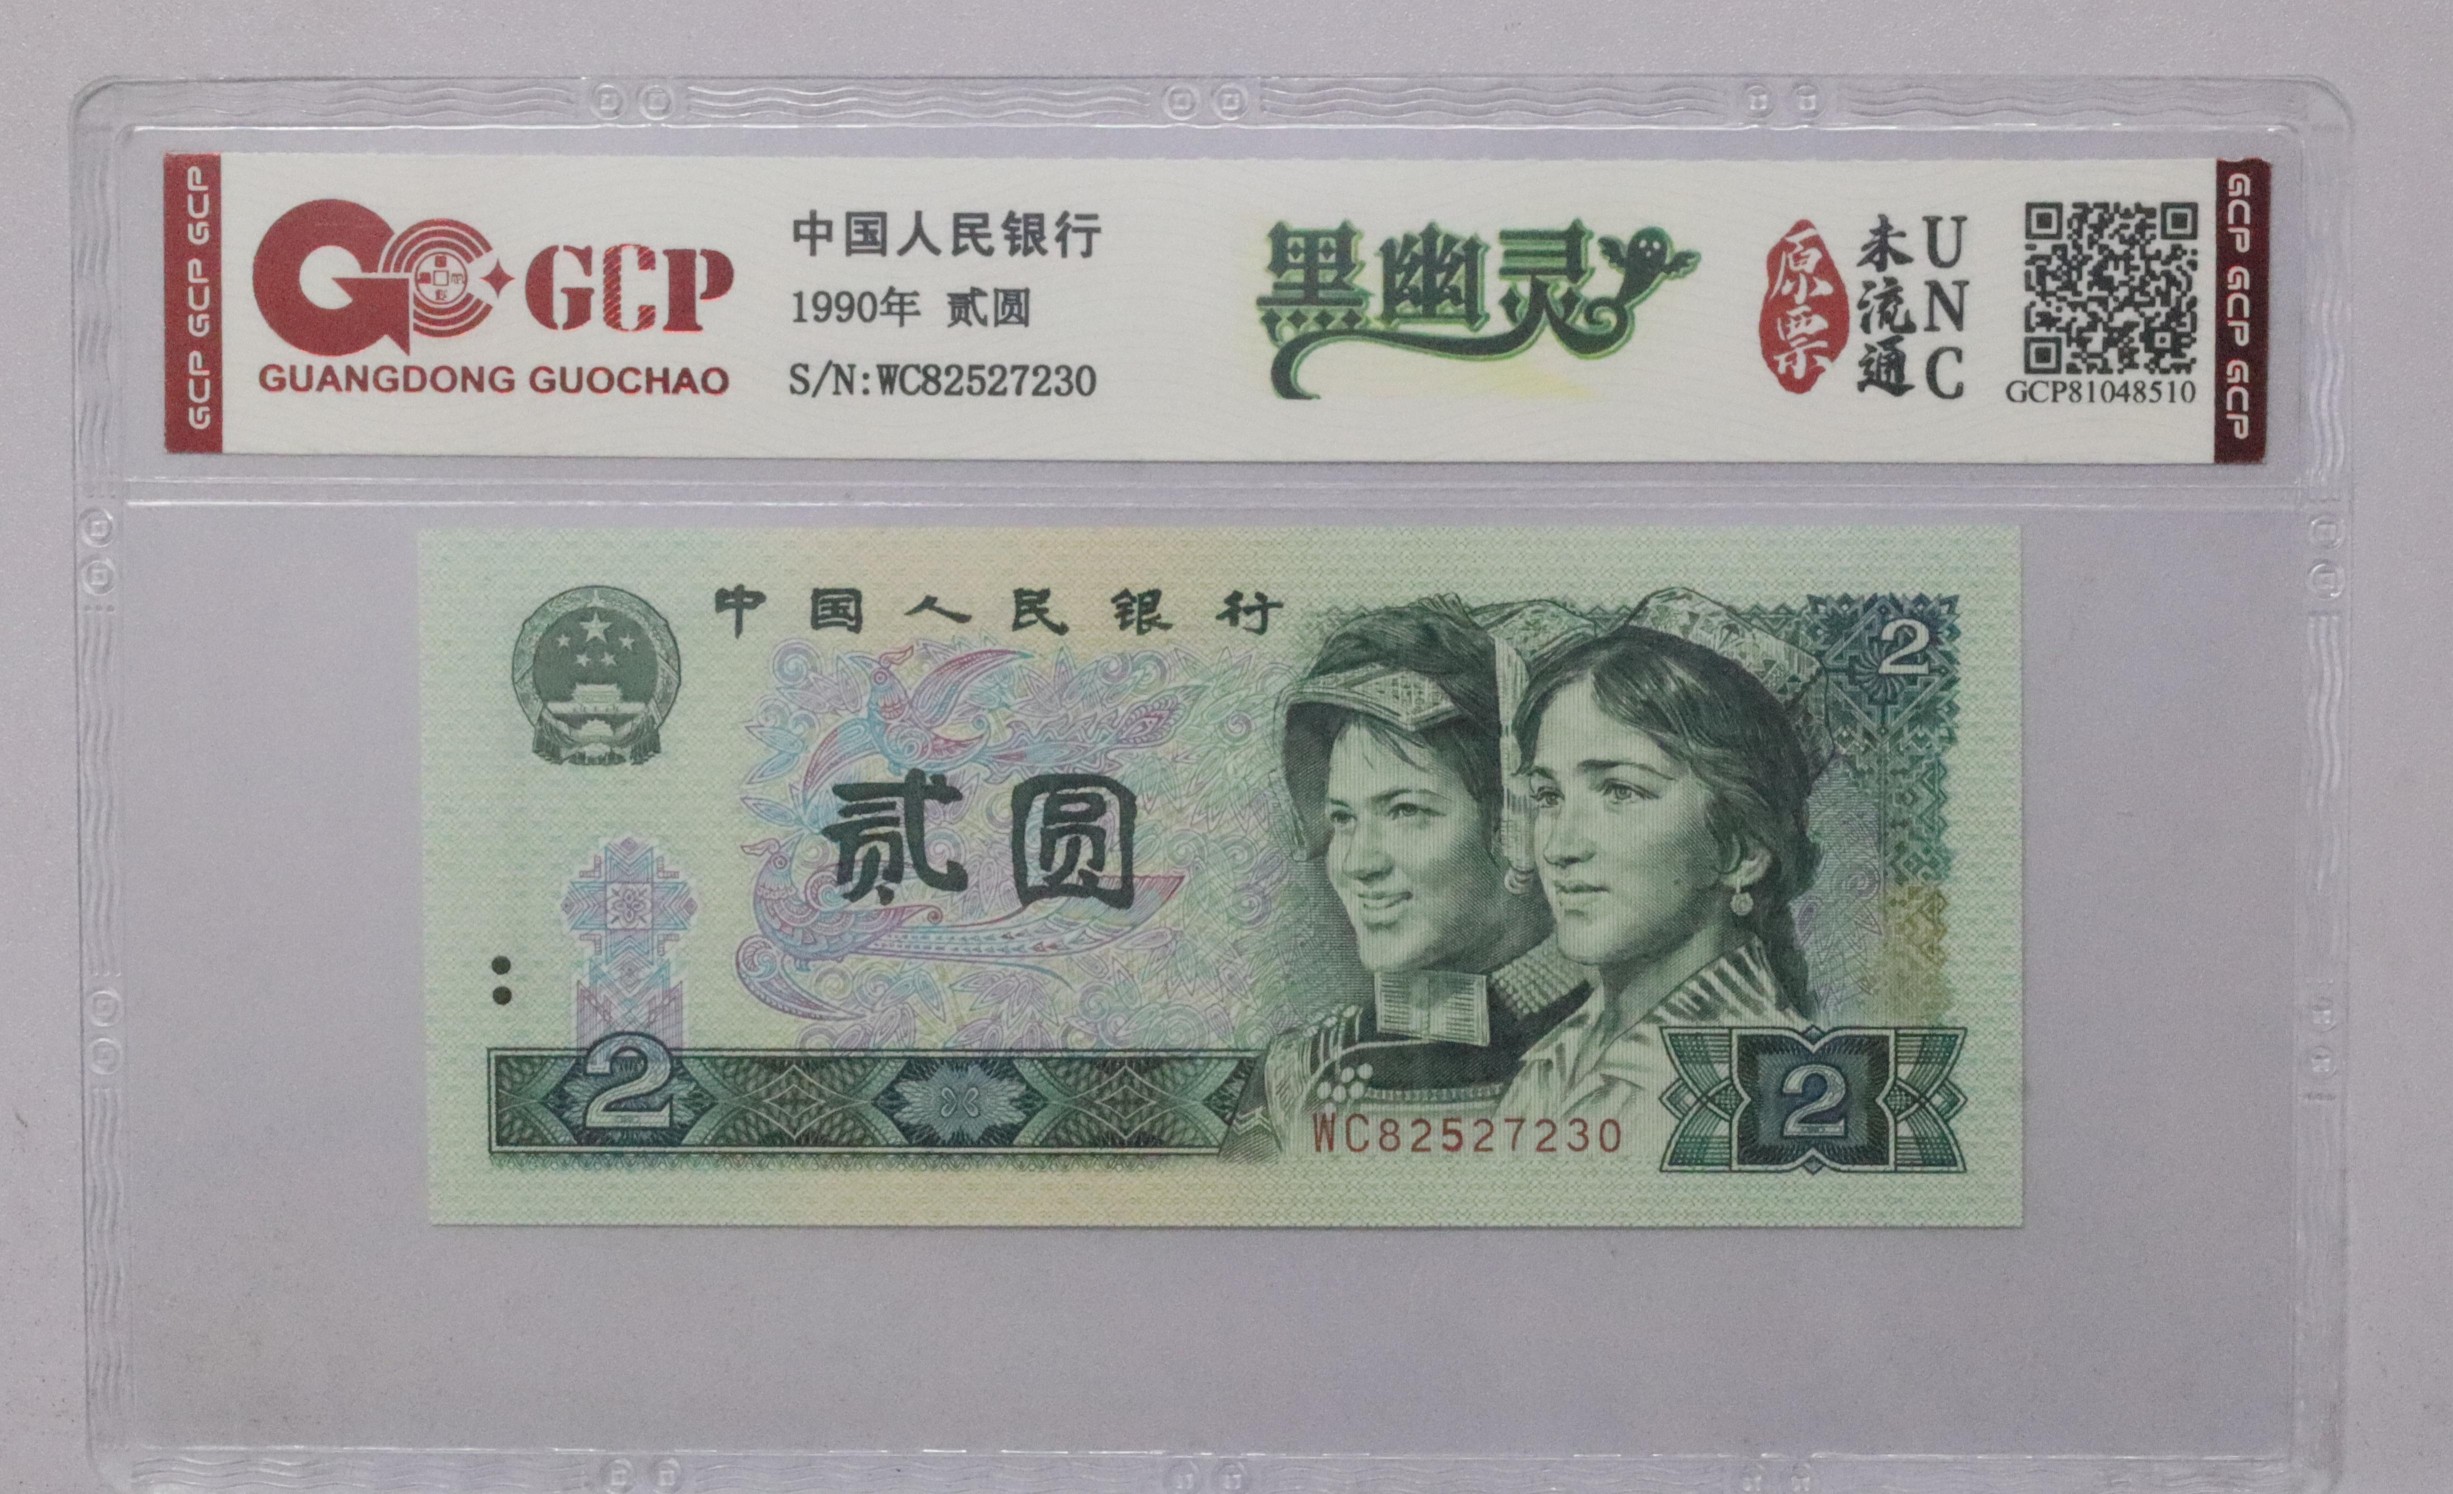 GCP GCP GCP
GCP
GUANGDONG GUOCHAO
中国人民银行
1990年 贰圆
S/N:WC82527230
黑幽灵
原票
未流通
UNC
GCP81048510
GCP GCP GCP
中国人民银行
2
贰圆
2
WC82527230
2